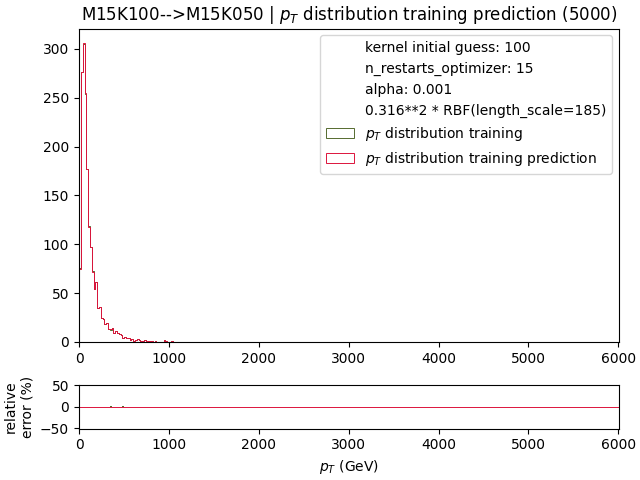 M15K100-->M15K050 | p_T distribution training prediction (5000)
300
250
200
150
100
50
0
kernel initial guess: 100
n_restarts_optimizer: 15
alpha: 0.001
0.316**2 * RBF(length_scale=185)
p_T distribution training
p_T distribution training prediction
0 1000 2000 3000 4000 5000 6000
relative
error (%)
50
0
−50
0 1000 2000 3000 4000 5000 6000
p_T (GeV)